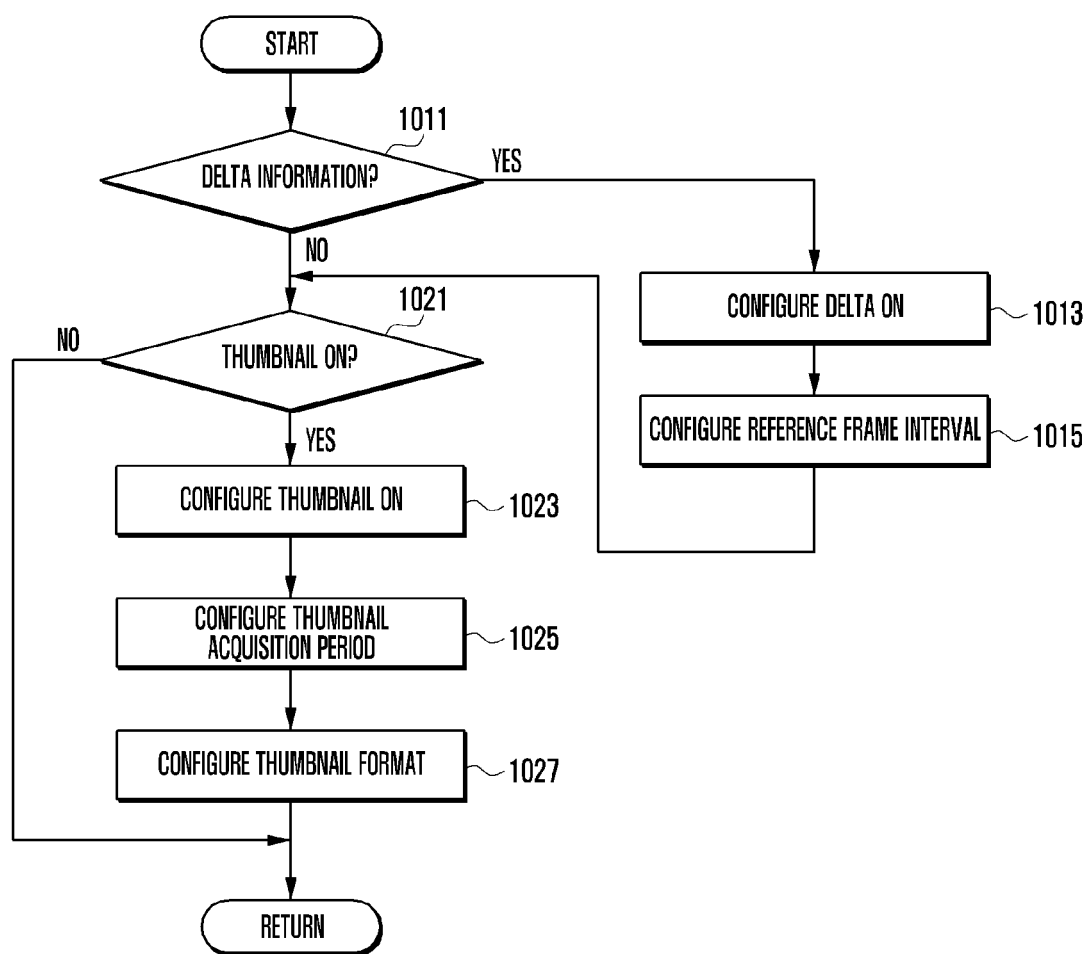 START
1011
DELTA INFORMATION?
YES
NO
CONFIGURE DELTA ON
1013
1021
NO
THUMBNAIL ON?
CONFIGURE REFERENCE FRAME INTERVAL
1015
YES
CONFIGURE THUMBNAIL ON
1023
CONFIGURE THUMBNAIL
ACQUISITION PERIOD
1025
CONFIGURE THUMBNAIL FORMAT
1027
RETURN